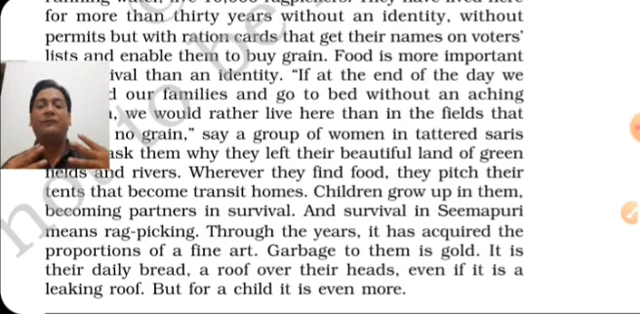 for more than thirty years without an identity, without
permits but with ration cards that get their names on voters'
lists and enable them to buy grain. Food is more important
ival than an identity. “If at the end of the day we
d our families and go to bed without an aching
, we would rather live here than in the fields that
no grain,” say a group of women in tattered saris
ask them why they left their beautiful land of green
fields and rivers. Wherever they find food, they pitch their
tents that become transit homes. Children grow up in them,
becoming partners in survival. And survival in Seemapuri
means rag-picking. Through the years, it has acquired the
proportions of a fine art. Garbage to them is gold. It is
their daily bread, a roof over their heads, even if it is a
leaking roof. But for a child it is even more.